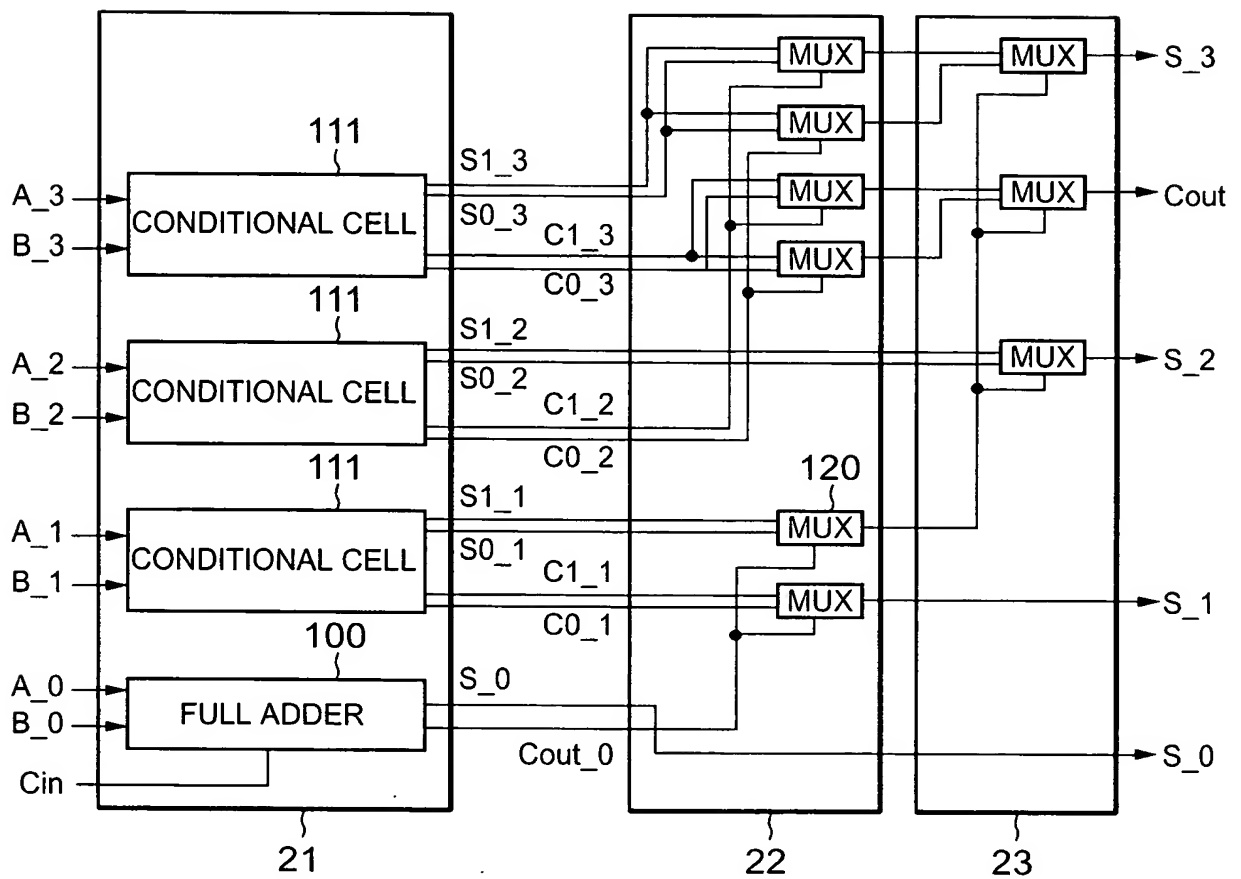 MUX
MUX
S_3
MUX
111
S1_3
A_3
CONDITIONAL CELL
S0_3
MUX
MUX
Cout
B_3
C1_3
MUX
C0_3
111
S1_2
A_2
CONDITIONAL CELL
S0_2
MUX
S_2
B_2
C1_2
C0_2
111
S1_1
120
A_1
CONDITIONAL CELL
S0_1
MUX
B_1
C1_1
MUX
S_1
C0_1
100
A_0
FULL ADDER
S_0
B_0
Cout_0
S_0
Cin
21
22
23